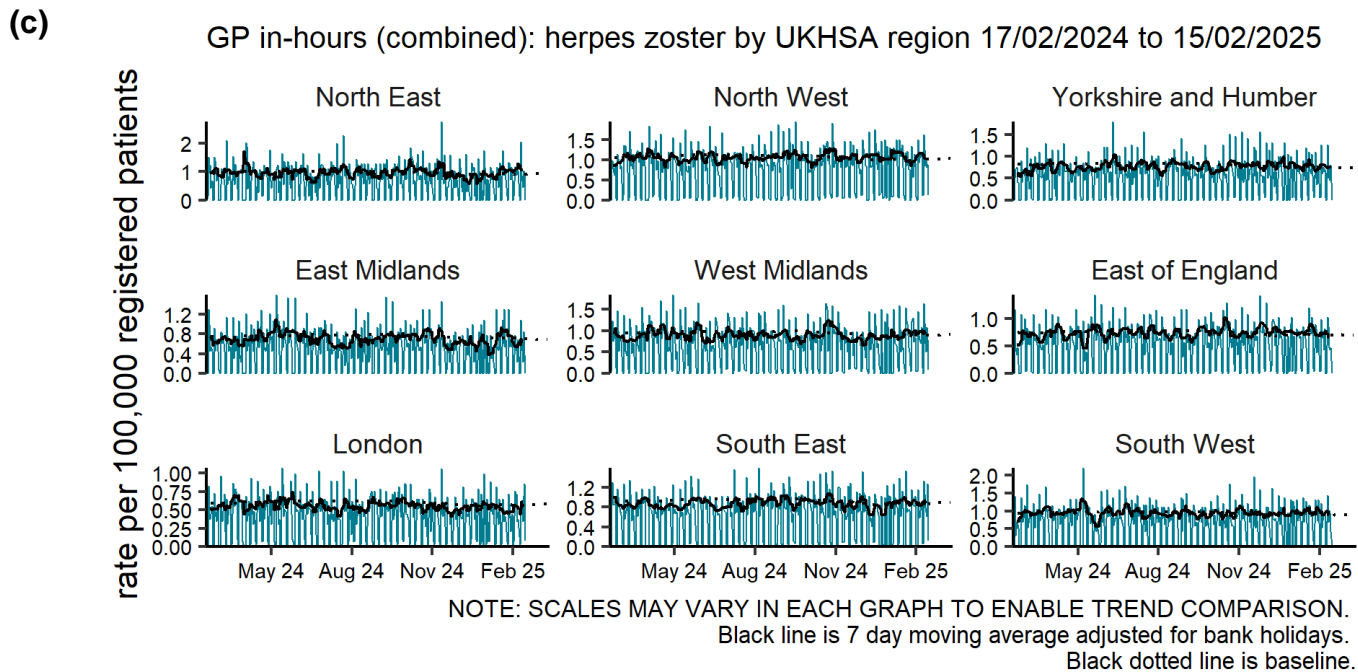 (c)
GP in-hours (combined): herpes zoster by UKHSA region 17/02/2024 to 15/02/2025
rate per 100,000 registered patients
North East
2
1
0
North West
1.5
1.0
0.5
0.0
Yorkshire and Humber
1.5
1.0
0.5
0.0
East Midlands
1.2
0.8
0.4
0.0
West Midlands
1.5
1.0
0.5
0.0
East of England
1.0
0.5
0.0
London
1.00
0.75
0.50
0.25
0.00
May 24 Aug 24 Nov 24 Feb 25
South East
1.2
0.8
0.4
0.0
May 24 Aug 24 Nov 24 Feb 25
South West
2.0
1.5
1.0
0.5
0.0
May 24 Aug 24 Nov 24 Feb 25
NOTE: SCALES MAY VARY IN EACH GRAPH TO ENABLE TREND COMPARISON.
Black line is 7 day moving average adjusted for bank holidays.
Black dotted line is baseline.